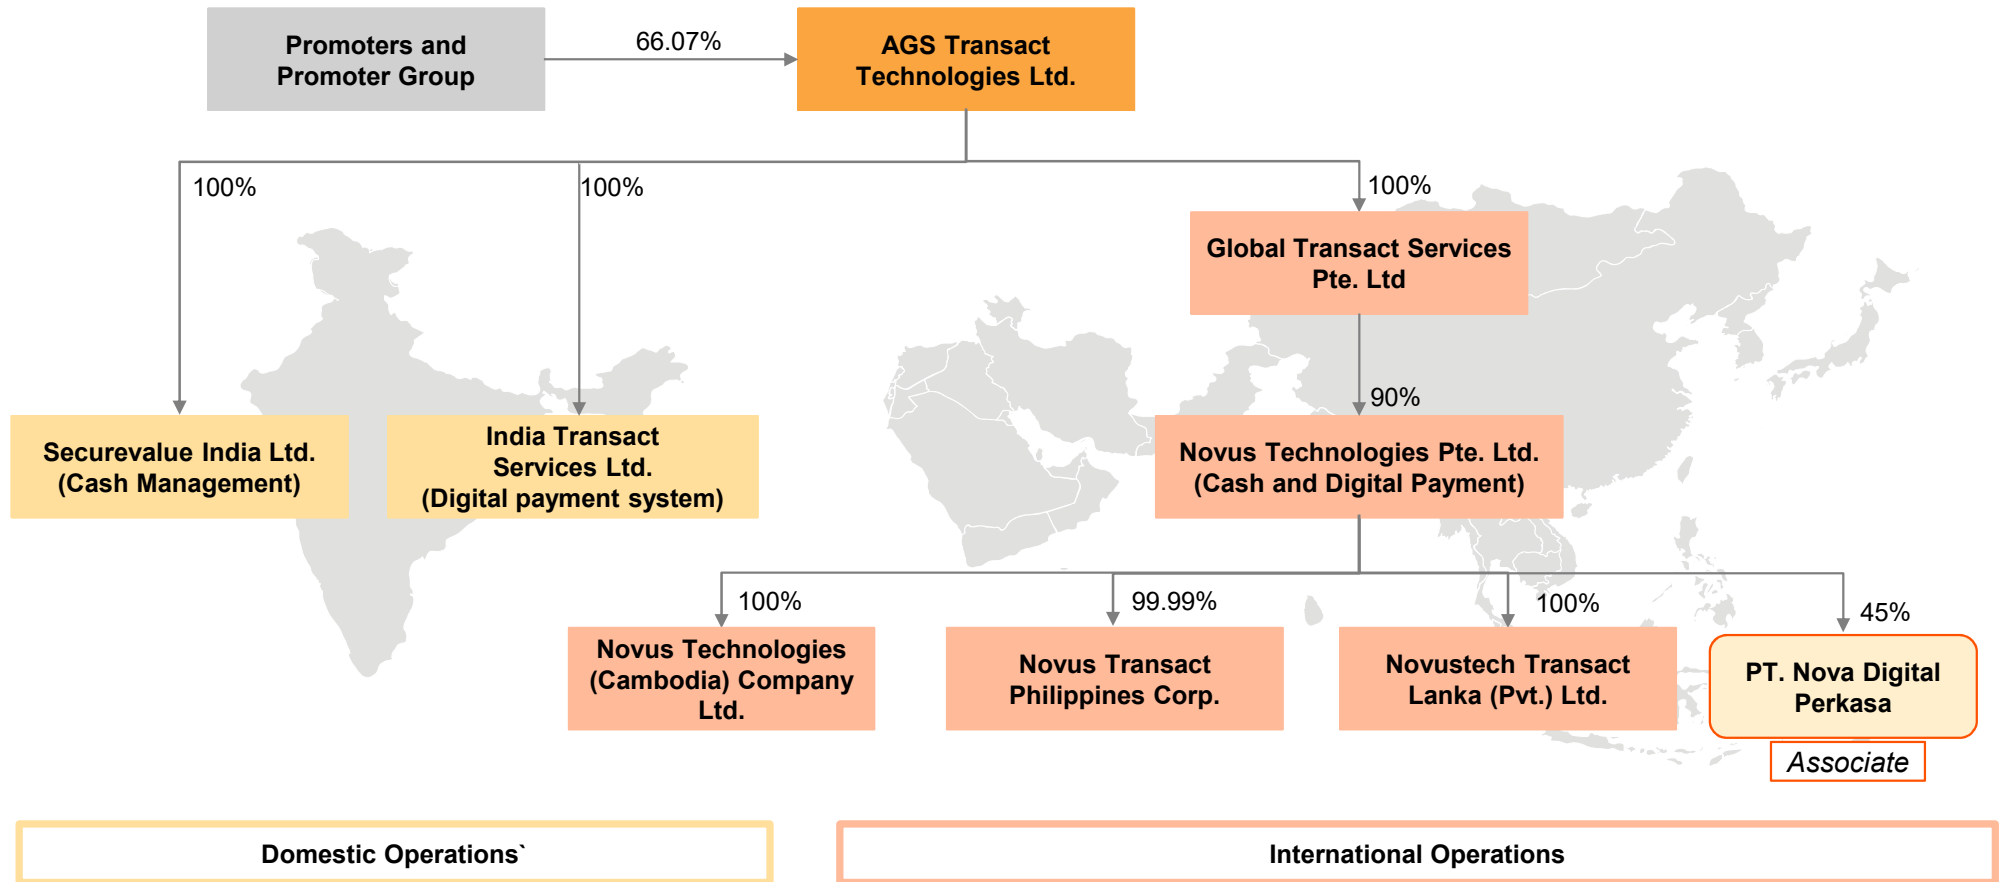 Promoters and
Promoter Group
66.07%
AGS Transact
Technologies Ltd.
100%
100%
100%
Global Transact Services
Pte. Ltd
90%
Securevalue India Ltd.
(Cash Management)
India Transact
Services Ltd.
(Digital payment system)
Novus Technologies Pte. Ltd.
(Cash and Digital Payment)
100%
99.99%
100%
45%
Novus Technologies
(Cambodia) Company
Ltd.
Novus Transact
Philippines Corp.
Novustech Transact
Lanka (Pvt.) Ltd.
PT. Nova Digital
Perkasa
Associate
Domestic Operations`
International Operations